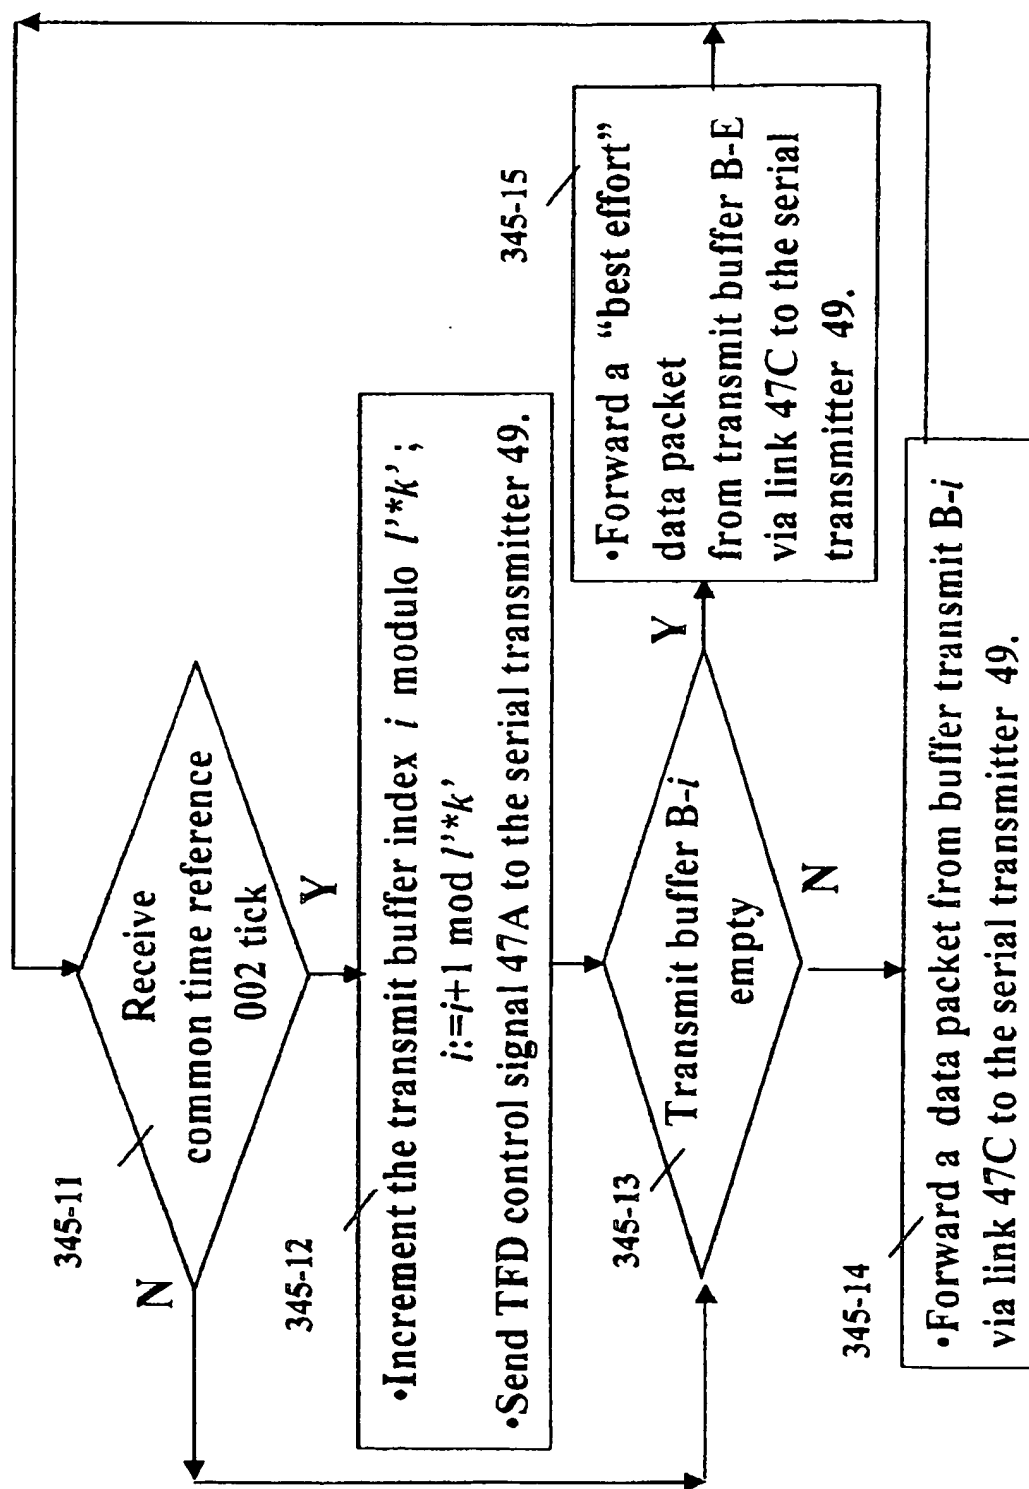 345-11
Receive
common time reference
002 tick
N
Y
345-12
•Increment the transmit buffer index i modulo l'*k' ;
i:=i+1 mod l'*k'
•Send TFD control signal 47A to the serial transmitter 49.
345-13
Transmit buffer B-i
empty
Y
N
345-15
•Forward a “best effort”
data packet
from transmit buffer B-E
via link 47C to the serial
transmitter 49.
345-14
•Forward a data packet from buffer transmit B-i
via link 47C to the serial transmitter 49.